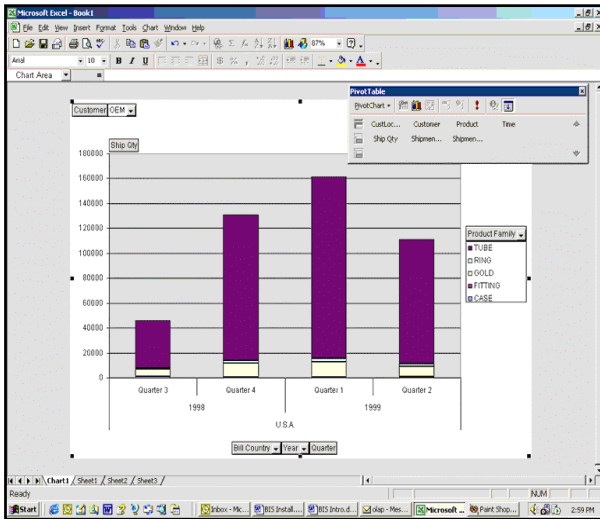 Microsoft Excel - Book1
File Edit View Insert Format Tools Chart Window Help
87%
Arial 10 B I U $ % ,
Chart Area =
PivotTable
PivotChart
CustLoc... Customer Product Time
Ship Qty Shipmen... Shipmen...
Customer OEM
Ship Qty
180000
160000
140000
120000
100000
80000
60000
40000
20000
0
Product Family
TUBE
RING
GOLD
FITTING
CASE
Quarter 3 Quarter 4 Quarter 1 Quarter 2
1998 1999
U.S.A.
Bill Country Year Quarter
Chart1 Sheet1 Sheet2 Sheet3
Ready NUM
Start Inbox - Mic... BIS Install.... BIS Intro.d... olap - Mes... Microsoft ... Paint Shop... 2:59 PM